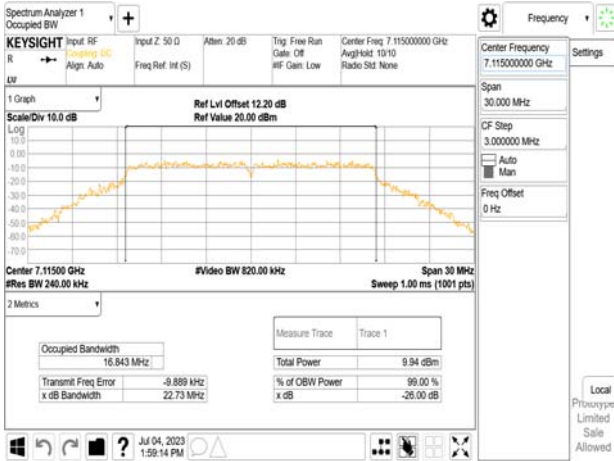 Spectrum Analyzer 1
Occupied BW
Frequency
KEYSIGHT
R
Input: RF
Coupling: DC
Align: Auto
Input Z: 50 Ω
Freq Ref: Int (S)
Atten: 20 dB
Trig: Free Run
Gate: Off
#IF Gain: Low
Center Freq: 7.115000000 GHz
Avg|Hold: 10/10
Radio Std: None
Center Frequency
7.115000000 GHz
Settings
Span
30.000 MHz
CF Step
3.000000 MHz
Auto
Man
Freq Offset
0 Hz
1 Graph
Scale/Div 10.0 dB
Ref Lvl Offset 12.20 dB
Ref Value 20.00 dBm
Log
10.0
0.00
-10.0
-20.0
-30.0
-40.0
-50.0
-60.0
-70.0
Center 7.11500 GHz
#Video BW 820.00 kHz
Span 30 MHz
#Res BW 240.00 kHz
Sweep 1.00 ms (1001 pts)
2 Metrics
Measure Trace Trace 1
Occupied Bandwidth
16.843 MHz
Total Power 9.94 dBm
Transmit Freq Error -9.889 kHz
% of OBW Power 99.00 %
x dB Bandwidth 22.73 MHz
x dB -26.00 dB
Local
Prototype
Limited
Sale
Allowed
?
Jul 04, 2023
1:59:14 PM